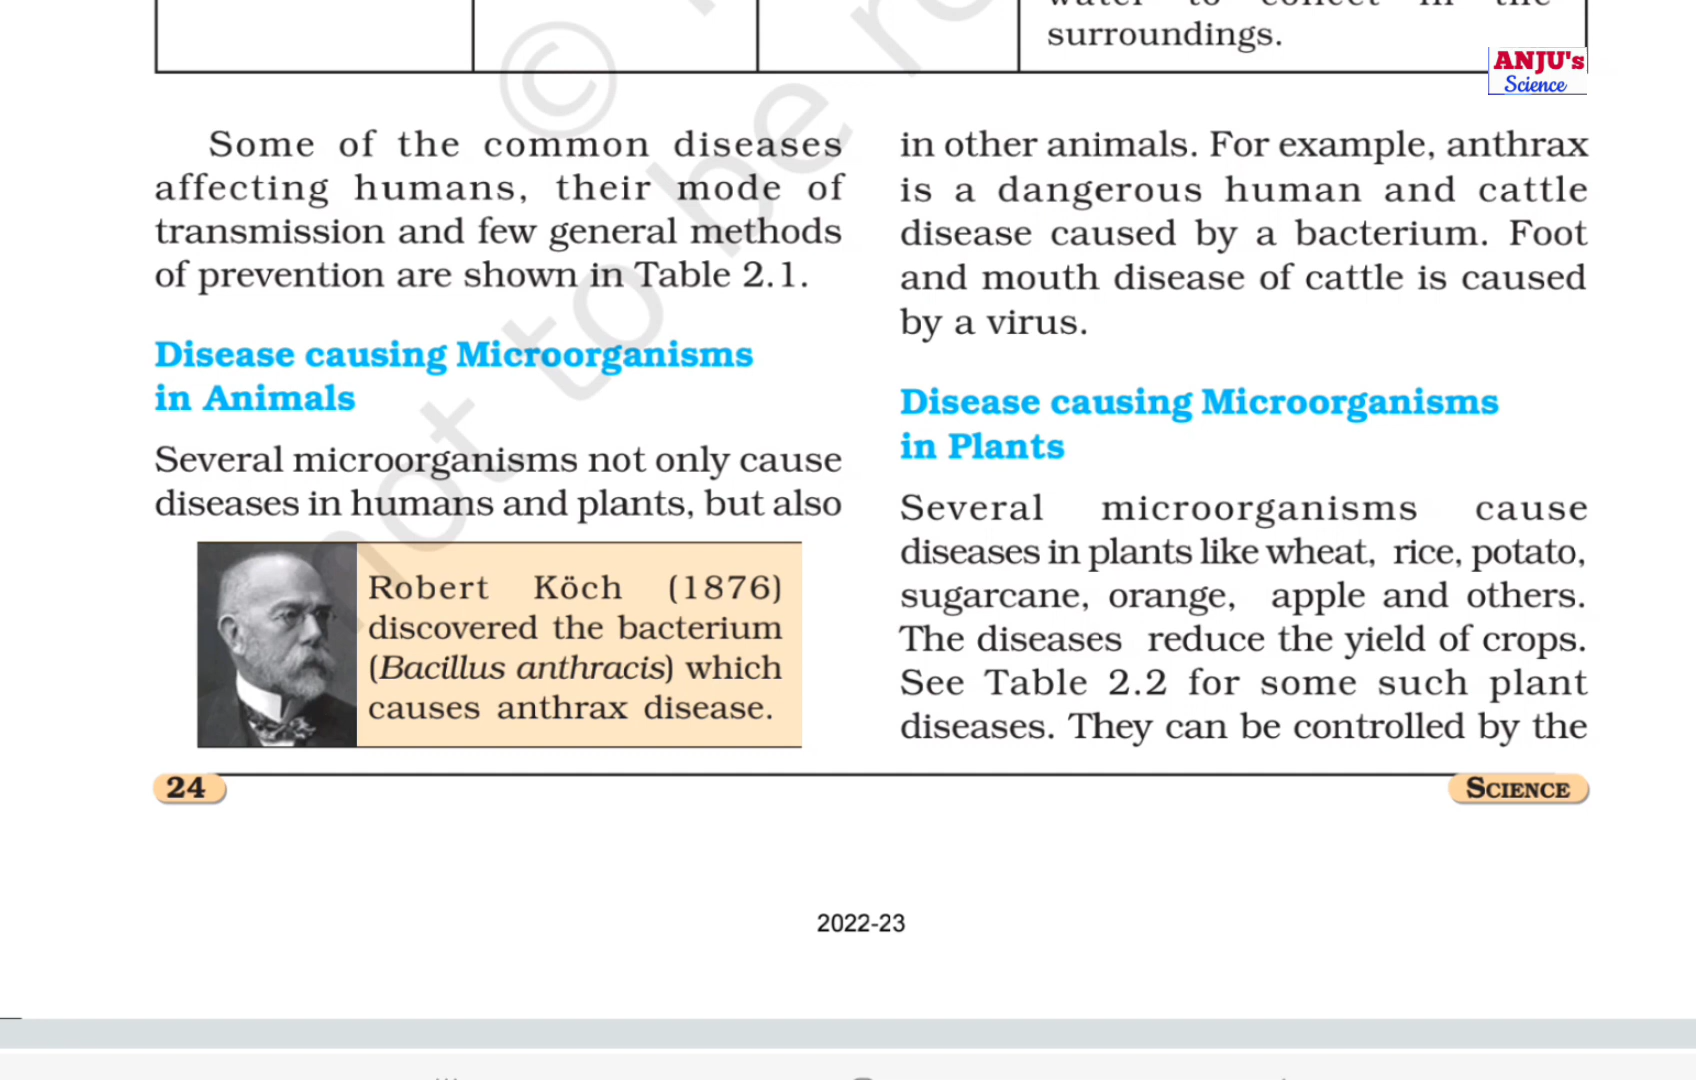 surroundings.
ANJU's
Science
Some of the common diseases
affecting humans, their mode of
transmission and few general methods
of prevention are shown in Table 2.1.
Disease causing Microorganisms
in Animals
Several microorganisms not only cause
diseases in humans and plants, but also
Robert Köch (1876)
discovered the bacterium
(Bacillus anthracis) which
causes anthrax disease.
in other animals. For example, anthrax
is a dangerous human and cattle
disease caused by a bacterium. Foot
and mouth disease of cattle is caused
by a virus.
Disease causing Microorganisms
in Plants
Several microorganisms cause
diseases in plants like wheat, rice, potato,
sugarcane, orange, apple and others.
The diseases reduce the yield of crops.
See Table 2.2 for some such plant
diseases. They can be controlled by the
24
SCIENCE
2022-23
© not to be